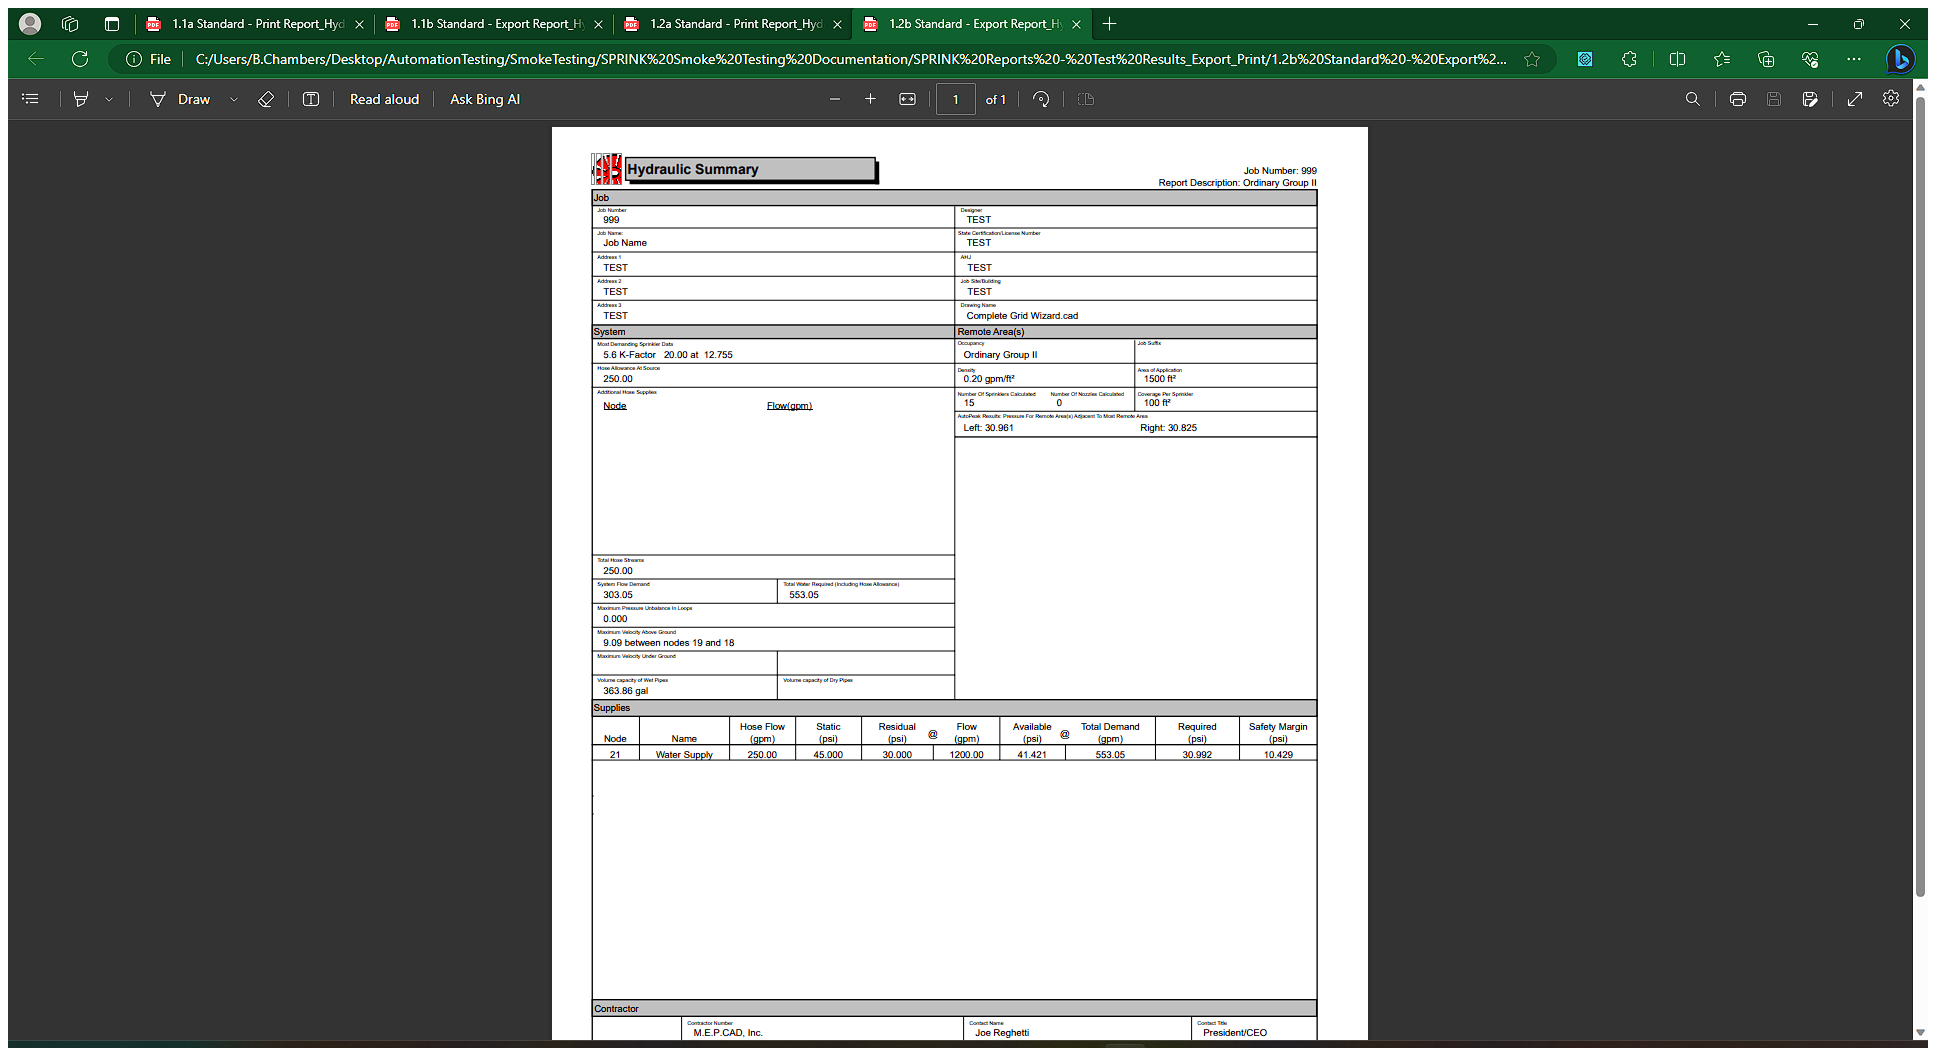 1.1a Standard - Print Report_Hyd
1.1b Standard - Export Report_H
1.2a Standard - Print Report_Hyd
1.2b Standard - Export Report_H
File
C:/Users/B.Chambers/Desktop/AutomationTesting/SmokeTesting/SPRINK%20Smoke%20Testing%20Documentation/SPRINK%20Reports%20-%20Test%20Results_Export_Print/1.2b%20Standard%20-%20Export%2...
Draw
Read aloud
Ask Bing AI
1 of 1
Hydraulic Summary
Job Number: 999
Report Description: Ordinary Group II
Job
Job Number
999
Designer
TEST
Job Name:
Job Name
State Certification/License Number
TEST
Address 1
TEST
AHJ
TEST
Address 2
TEST
Job Site/Building
TEST
Address 3
TEST
Drawing Name
Complete Grid Wizard.cad
System
Remote Area(s)
Most Demanding Sprinkler Data
5.6 K-Factor 20.00 at 12.755
Occupancy
Ordinary Group II
Job Suffix
Hose Allowance At Source
250.00
Density
0.20 gpm/ft²
Area of Application
1500 ft²
Additional Hose Supplies
Node Flow(gpm)
Number Of Sprinklers Calculated
15
Number Of Nozzles Calculated
0
Coverage Per Sprinkler
100 ft²
AutoPeak Results: Pressure For Remote Area(s) Adjacent To Most Remote Area
Left: 30.961 Right: 30.825
Total Hose Streams
250.00
System Flow Demand
303.05
Total Water Required (Including Hose Allowance)
553.05
Maximum Pressure Unbalance In Loops
0.000
Maximum Velocity Above Ground
9.09 between nodes 19 and 18
Maximum Velocity Under Ground
Volume capacity of Wet Pipes
363.86 gal
Volume capacity of Dry Pipes
Supplies
Node Name Hose Flow (gpm) Static (psi) Residual (psi) @ Flow (gpm) Available (psi) @ Total Demand (gpm) Required (psi) Safety Margin (psi)
21 Water Supply 250.00 45.000 30.000 1200.00 41.421 553.05 30.992 10.429
Contractor
Contractor Number
M.E.P.CAD, Inc.
Contact Name
Joe Reghetti
Contact Title
President/CEO